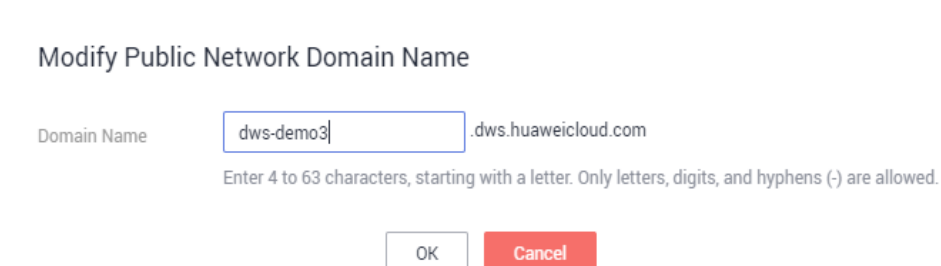 Modify Public Network Domain Name
Domain Name dws-demo3 .dws.huaweicloud.com
Enter 4 to 63 characters, starting with a letter. Only letters, digits, and hyphens (-) are allowed.
OK Cancel